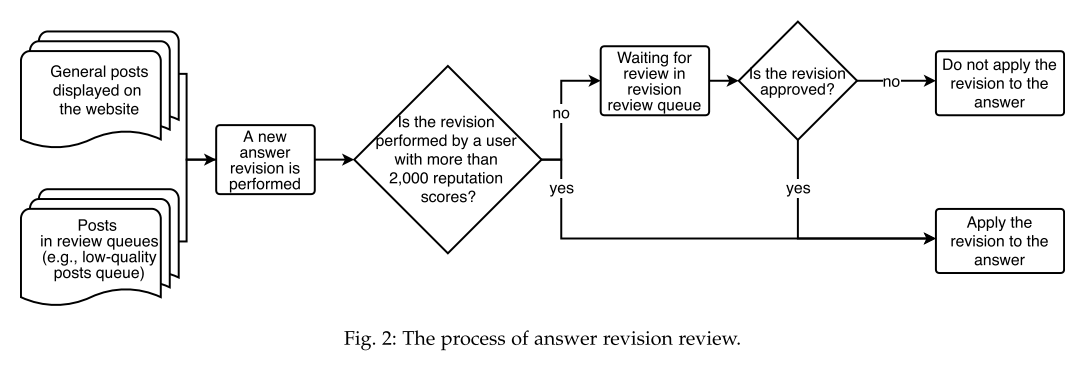 General posts
displayed on
the website
Posts
in review queues
(e.g., low-quality
posts queue)
A new
answer
revision is
performed
Is the revision
performed by a user
with more than
2,000 reputation
scores?
no
yes
Waiting for
review in
revision
review queue
Is the revision
approved?
no
yes
Do not apply the
revision to the
answer
Apply the
revision to the
answer
Fig. 2: The process of answer revision review.